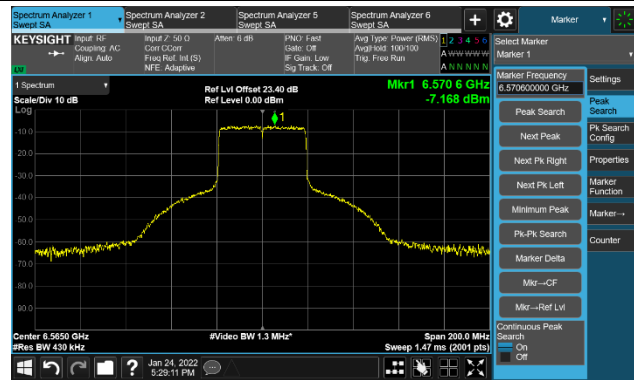 Spectrum Analyzer 1
Swept SA
Spectrum Analyzer 2
Swept SA
Spectrum Analyzer 5
Swept SA
Spectrum Analyzer 6
Swept SA
+
Marker
KEYSIGHT
Input: RF
Coupling: AC
Align: Auto
Input Z: 50 Ω
Corr CCorr
Freq Ref: Int (S)
NFE: Adaptive
Atten: 6 dB
PNO: Fast
Gate: Off
IF Gain: Low
Sig Track: Off
Avg Type: Power (RMS)
Avg|Hold: 100/100
Trig: Free Run
1 2 3 4 5 6
A W W W W W
A N N N N N
LXI
Select Marker
Marker 1
1 Spectrum
Scale/Div 10 dB
Log
Ref Lvl Offset 23.40 dB
Ref Level 0.00 dBm
Mkr1 6.570 6 GHz
-7.168 dBm
1
-10.0
-20.0
-30.0
-40.0
-50.0
-60.0
-70.0
-80.0
-90.0
Center 6.5650 GHz
#Res BW 430 kHz
#Video BW 1.3 MHz*
Span 200.0 MHz
Sweep 1.47 ms (2001 pts)
Marker Frequency
6.570600000 GHz
Peak Search
Next Peak
Next Pk Right
Next Pk Left
Minimum Peak
Pk-Pk Search
Marker Delta
Mkr→CF
Mkr→Ref Lvl
Continuous Peak
Search
On
Off
Settings
Peak
Search
Pk Search
Config
Properties
Marker
Function
Marker→
Counter
?
Jan 24, 2022
5:29:11 PM